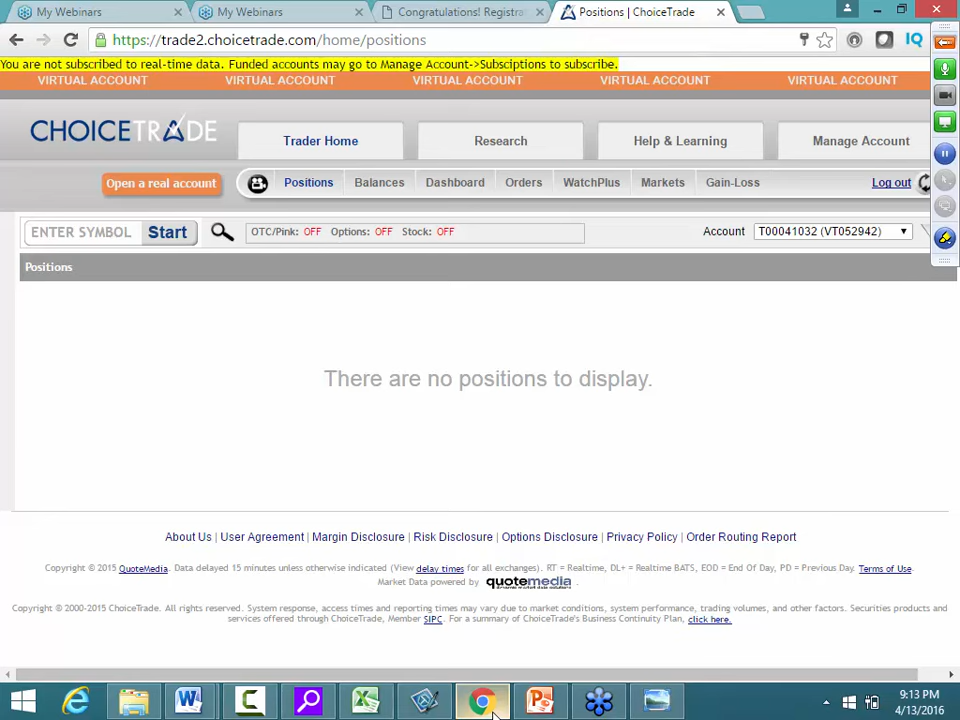 My Webinars
My Webinars
Congratulations! Registra
Positions | ChoiceTrade
https://trade2.choicetrade.com/home/positions
IQ
You are not subscribed to real-time data. Funded accounts may go to Manage Account->Subsciptions to subscribe.
VIRTUAL ACCOUNT VIRTUAL ACCOUNT VIRTUAL ACCOUNT VIRTUAL ACCOUNT VIRTUAL ACCOUNT
CHOICETRADE
Trader Home Research Help & Learning Manage Account
Open a real account Positions Balances Dashboard Orders WatchPlus Markets Gain-Loss Log out
ENTER SYMBOL Start OTC/Pink: OFF Options: OFF Stock: OFF Account T00041032 (VT052942)
Positions
There are no positions to display.
About Us | User Agreement | Margin Disclosure | Risk Disclosure | Options Disclosure | Privacy Policy | Order Routing Report
Copyright © 2015 QuoteMedia. Data delayed 15 minutes unless otherwise indicated (View delay times for all exchanges). RT = Realtime, DL+ = Realtime BATS, EOD = End Of Day, PD = Previous Day. Terms of Use.
Market Data powered by quotemedia .
Copyright © 2000-2015 ChoiceTrade. All rights reserved. System response, access times and reporting times may vary due to market conditions, system performance, trading volumes, and other factors. Securities products and
services offered through ChoiceTrade, Member SIPC. For a summary of ChoiceTrade's Business Continuity Plan, click here.
9:13 PM
4/13/2016